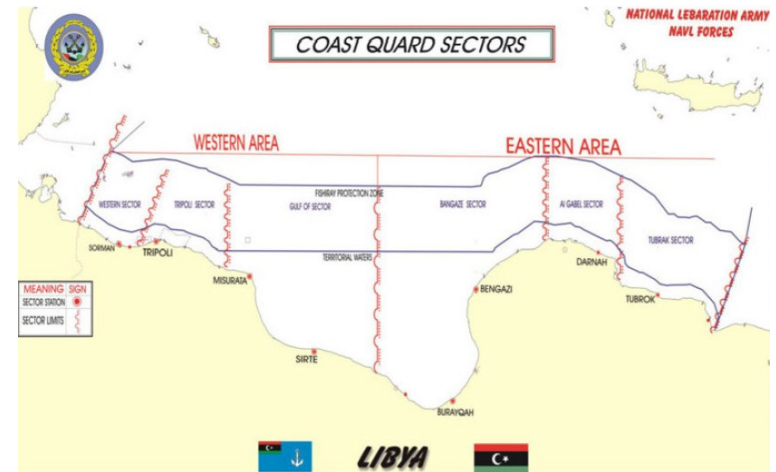 NATIONAL LEBARATION ARMY
NAVL FORCES
COAST QUARD SECTORS
WESTERN AREA
EASTERN AREA
FISHIRAY PROTECTION ZONE
WESTERN SECTOR
TRIPOLI SECTOR
GULF OF SECTOR
BANGAZE SECTOR
Al GABEL SECTOR
TUBRAK SECTOR
TERRITORIAL WATERS
SORMAN
TRIPOLI
MISURATA
SIRTE
BURAYQAH
BENGAZI
DARNAH
TUBROK
MEANING SIGN
SECTOR STATION
SECTOR LIMITS
LIBYA